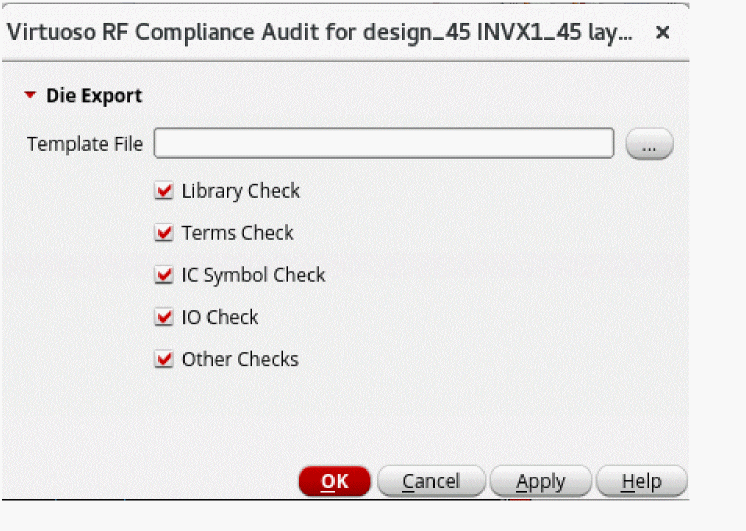 Virtuoso RF Compliance Audit for design_45 INVX1_45 lay... ×
Die Export
Template File ...
Library Check
Terms Check
IC Symbol Check
IO Check
Other Checks
OK Cancel Apply Help